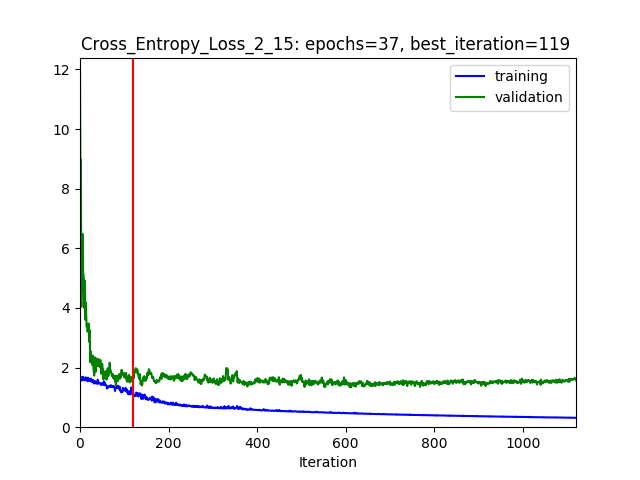 Cross_Entropy_Loss_2_15: epochs=37, best_iteration=119
training
validation
12
10
8
6
4
2
0
0 200 400 600 800 1000
Iteration